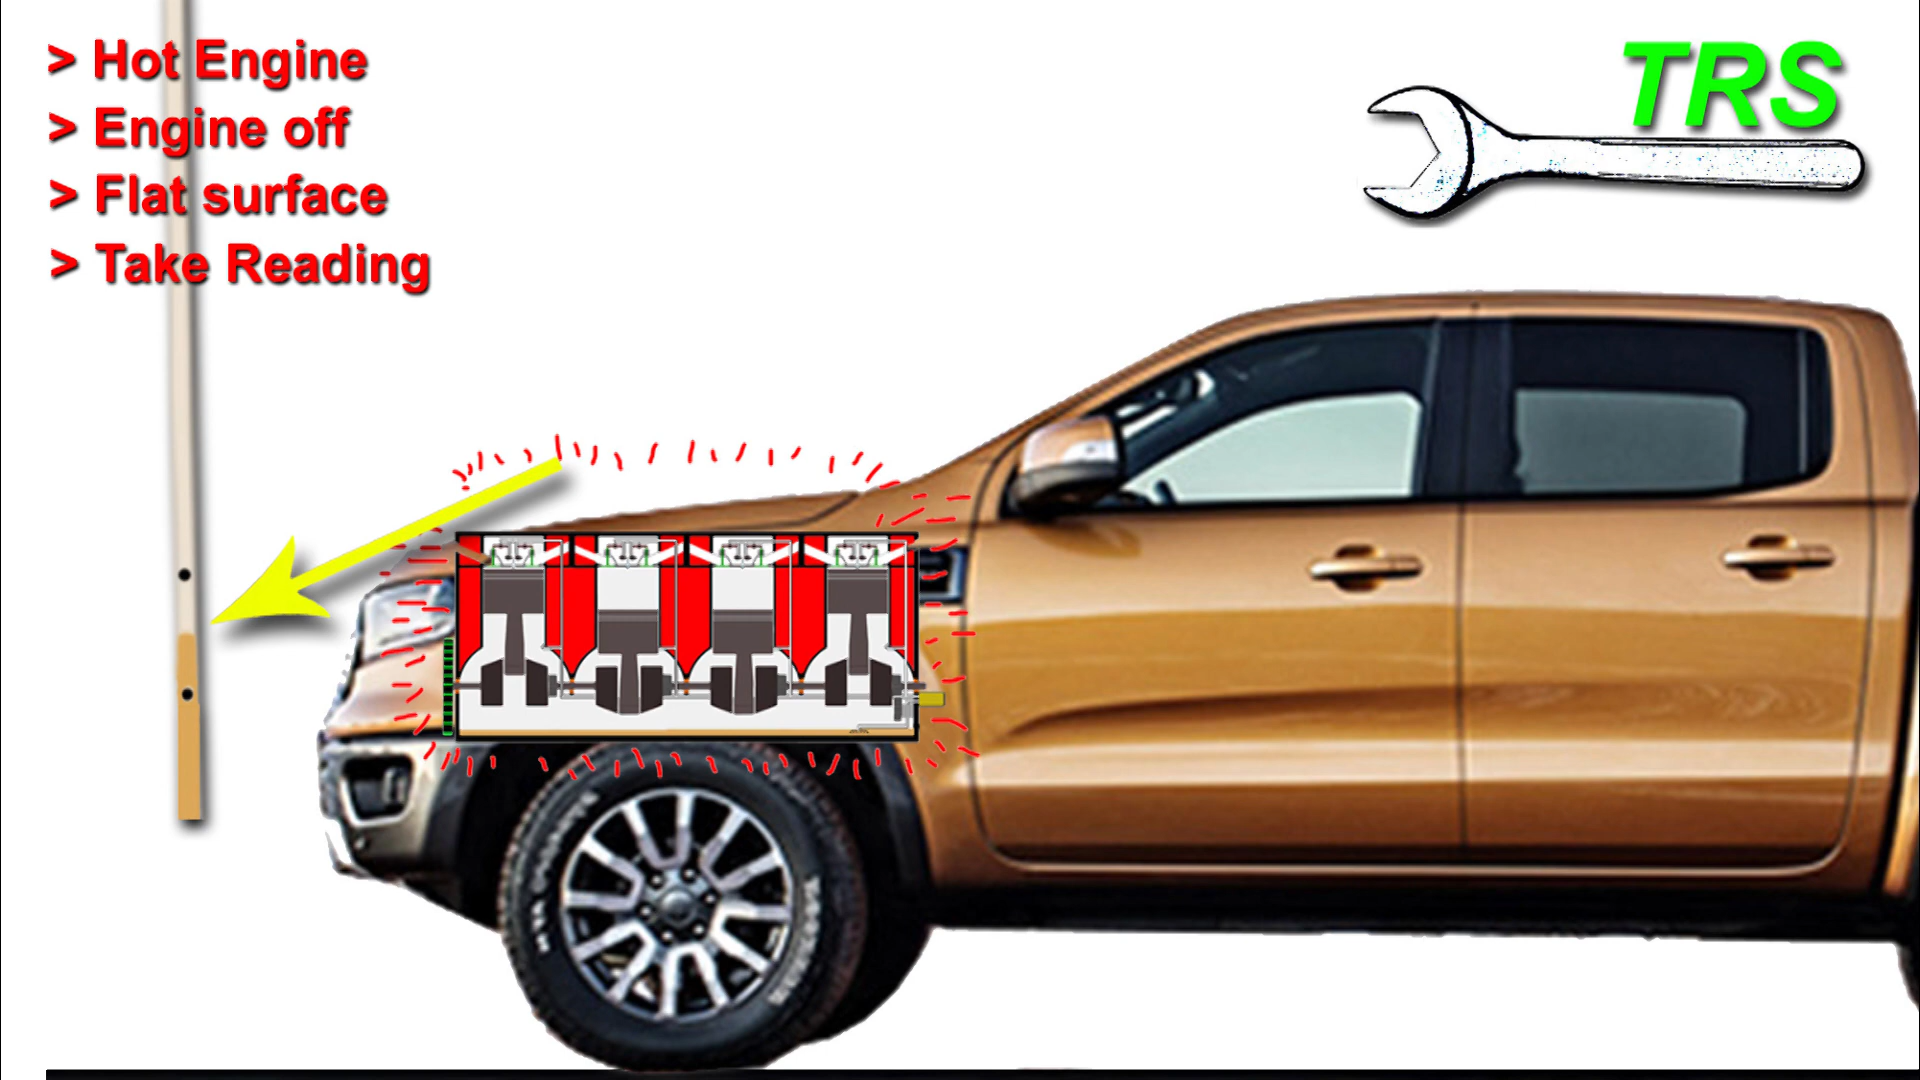 > Hot Engine
> Engine off
> Flat surface
> Take Reading
TRS